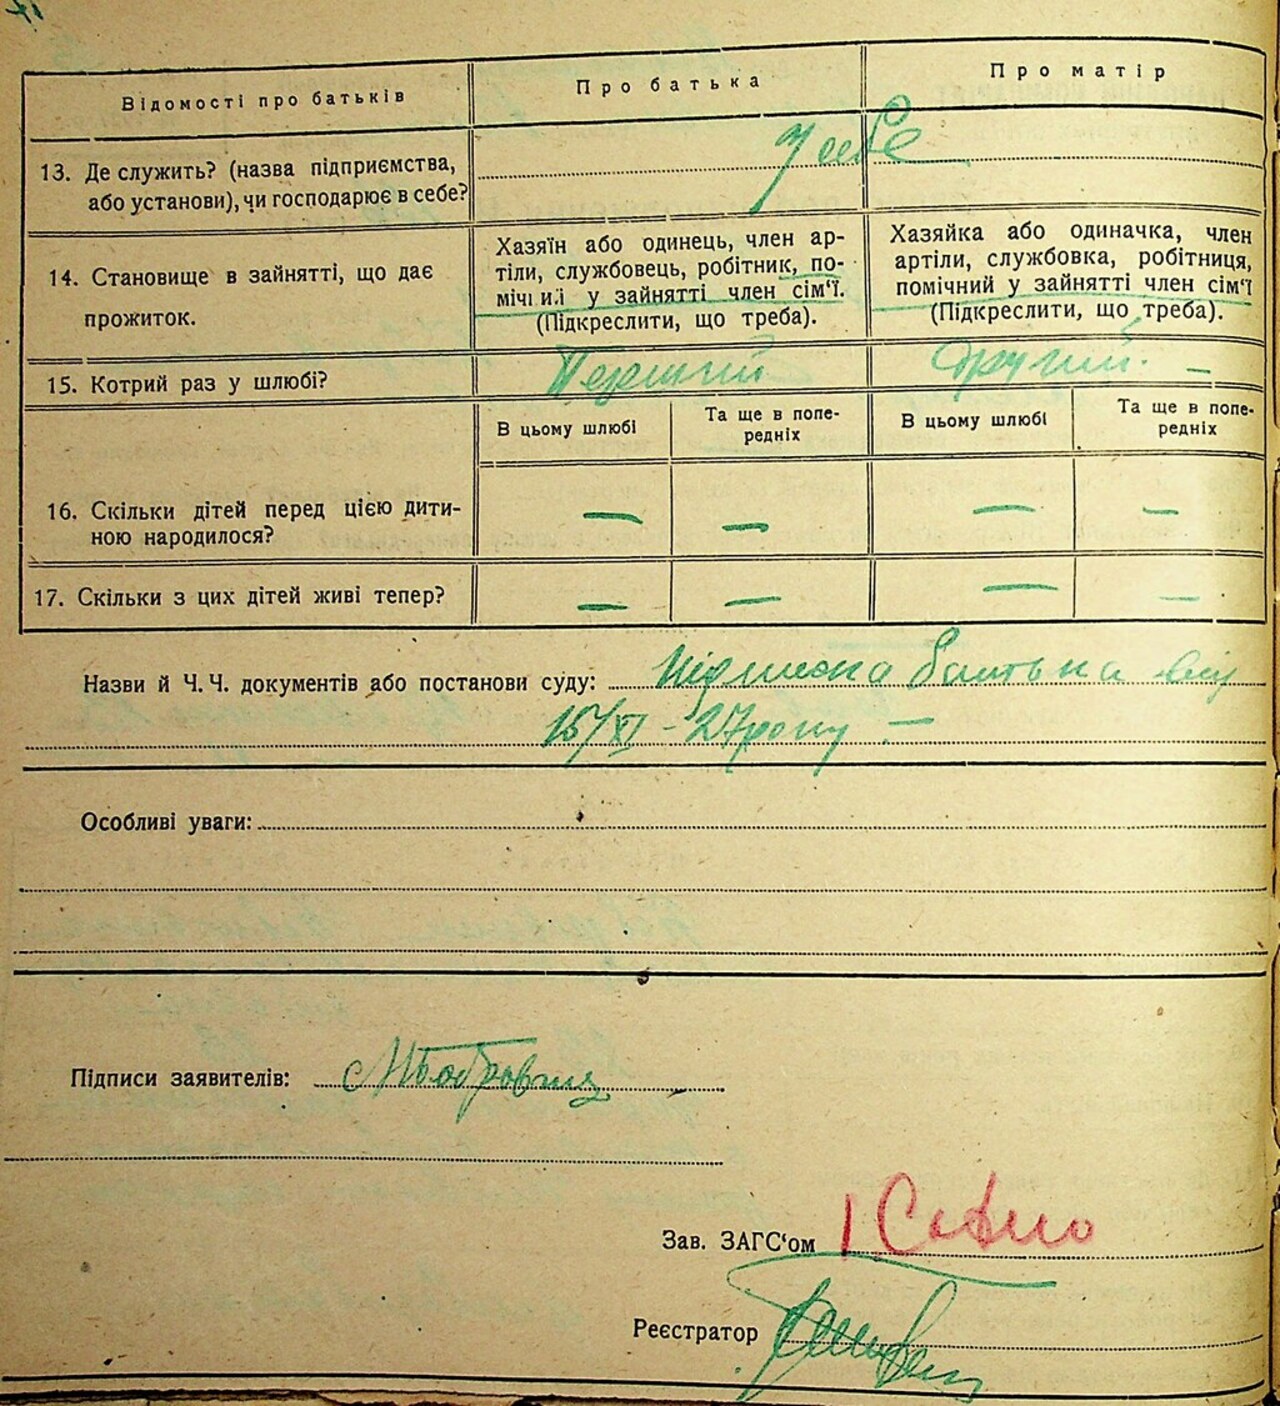 Відомості про батьків
Про батька
Про матір
13. Де служить? (назва підприємства,
або установи), чи господарює в себе?
У себе
14. Становище в зайнятті, що дає
прожиток.
Хазяїн або одинець, член ар-
тіли, службовець, робітник, по-
мічний у зайнятті член сім'ї.
(Підкреслити, що треба).
Хазяйка або одиначка, член
артіли, службовка, робітниця,
помічний у зайнятті член сім'ї
(Підкреслити, що треба).
15. Котрий раз у шлюбі?
Перший
Другий. —
В цьому шлюбі
Та ще в попе-
редніх
В цьому шлюбі
Та ще в попе-
редніх
16. Скільки дітей перед цією дити-
ною народилося?
— — — —
17. Скільки з цих дітей живі тепер?
— — — —
Назви й Ч. Ч. документів або постанови суду: Підписка батька від
15/XI - 27 року —
Особливі уваги:
Підписи заявителів:
Зав. ЗАГС'ом
Реєстратор